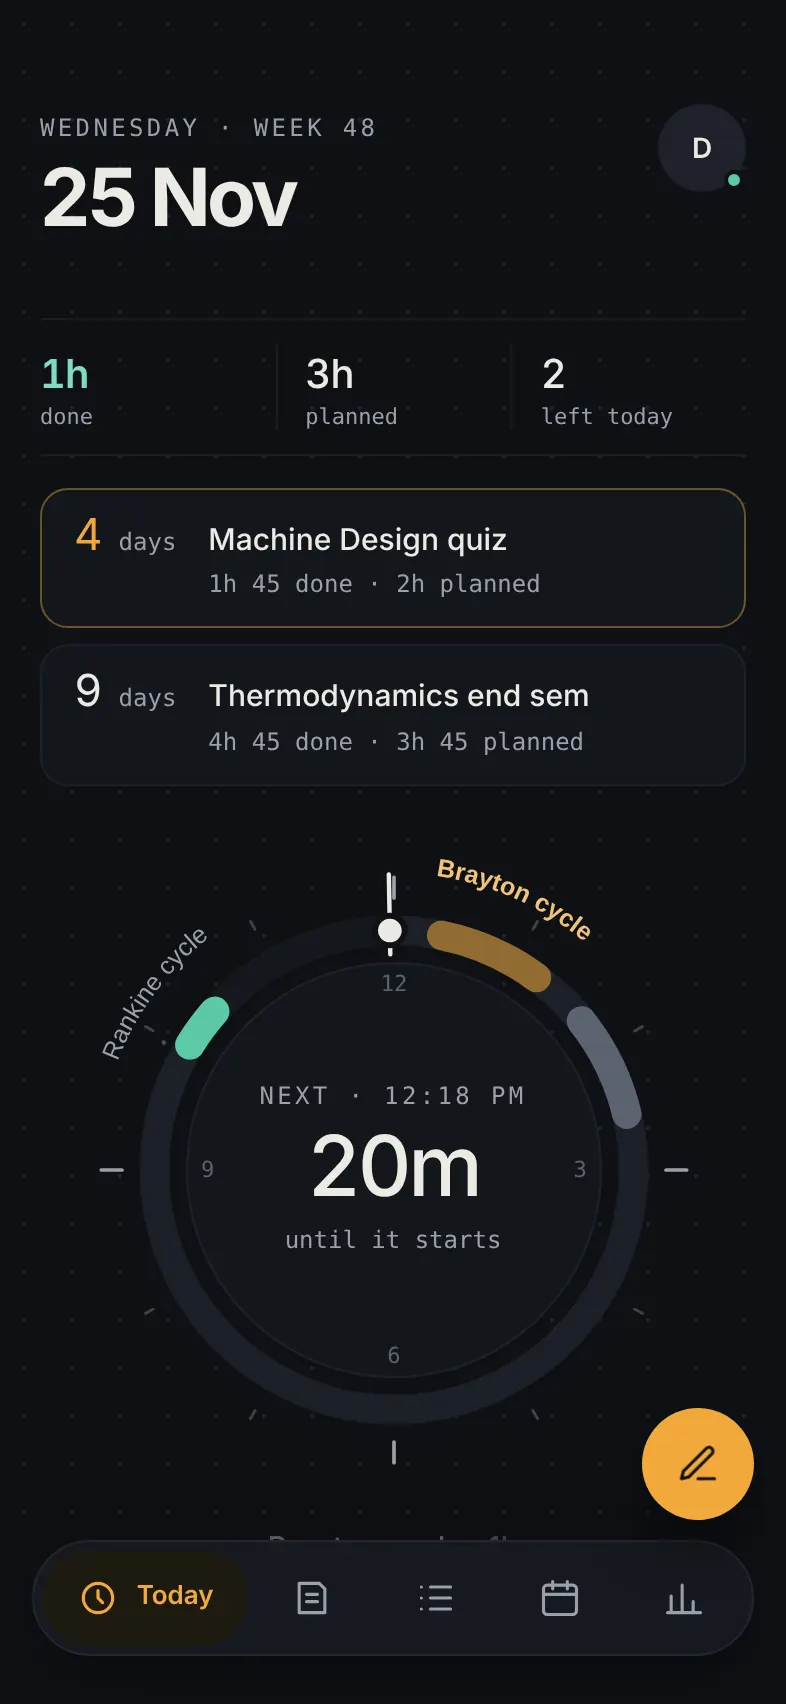 WEDNESDAY · WEEK 48
25 Nov
D
1h
done
3h
planned
2
left today
4 days Machine Design quiz
1h 45 done · 2h planned
9 days Thermodynamics end sem
4h 45 done · 3h 45 planned
Brayton cycle
Rankine cycle
12
NEXT · 12:18 PM
20m
9
3
until it starts
6
Today